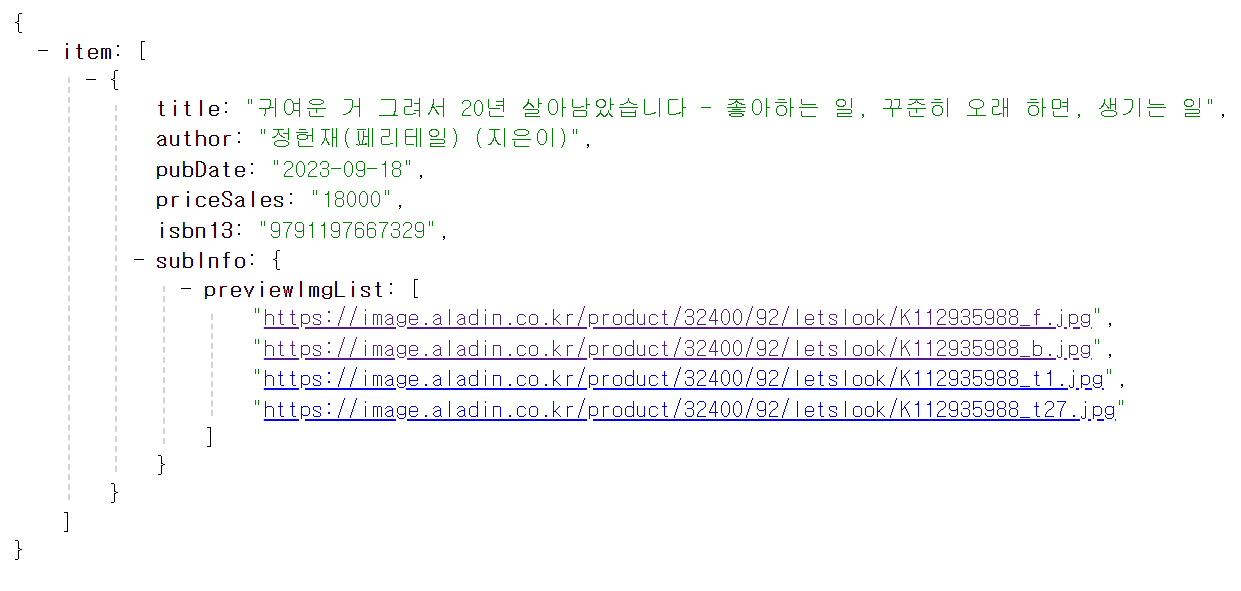 {
- item: [
- {
title: "귀여운 거 그려서 20년 살아남았습니다 - 좋아하는 일, 꾸준히 오래 하면, 생기는 일",
author: "정헌재(페리테일) (지은이)",
pubDate: "2023-09-18",
priceSales: "18000",
isbn13: "9791197667329",
- subInfo: {
- previewImgList: [
"https://image.aladin.co.kr/product/32400/92/letslook/K112935988_f.jpg",
"https://image.aladin.co.kr/product/32400/92/letslook/K112935988_b.jpg",
"https://image.aladin.co.kr/product/32400/92/letslook/K112935988_t1.jpg",
"https://image.aladin.co.kr/product/32400/92/letslook/K112935988_t27.jpg"
]
}
}
]
}